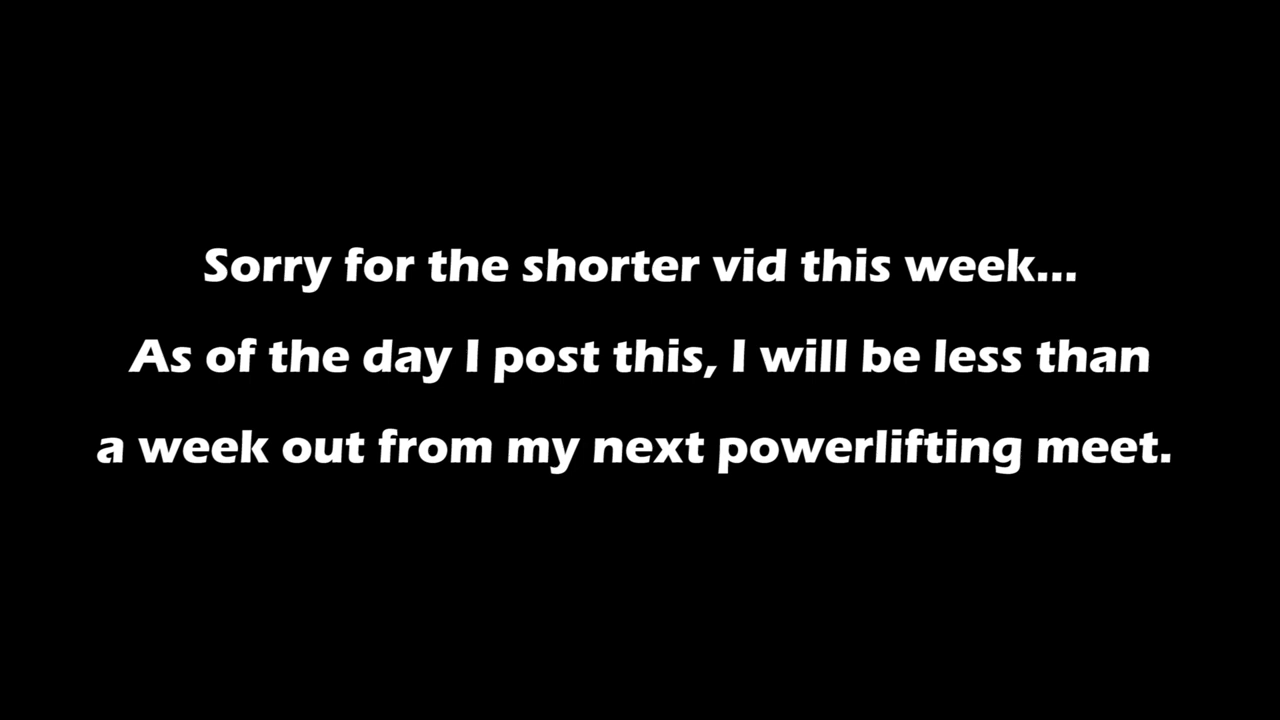 Sorry for the shorter vid this week...
As of the day I post this, I will be less than
a week out from my next powerlifting meet.